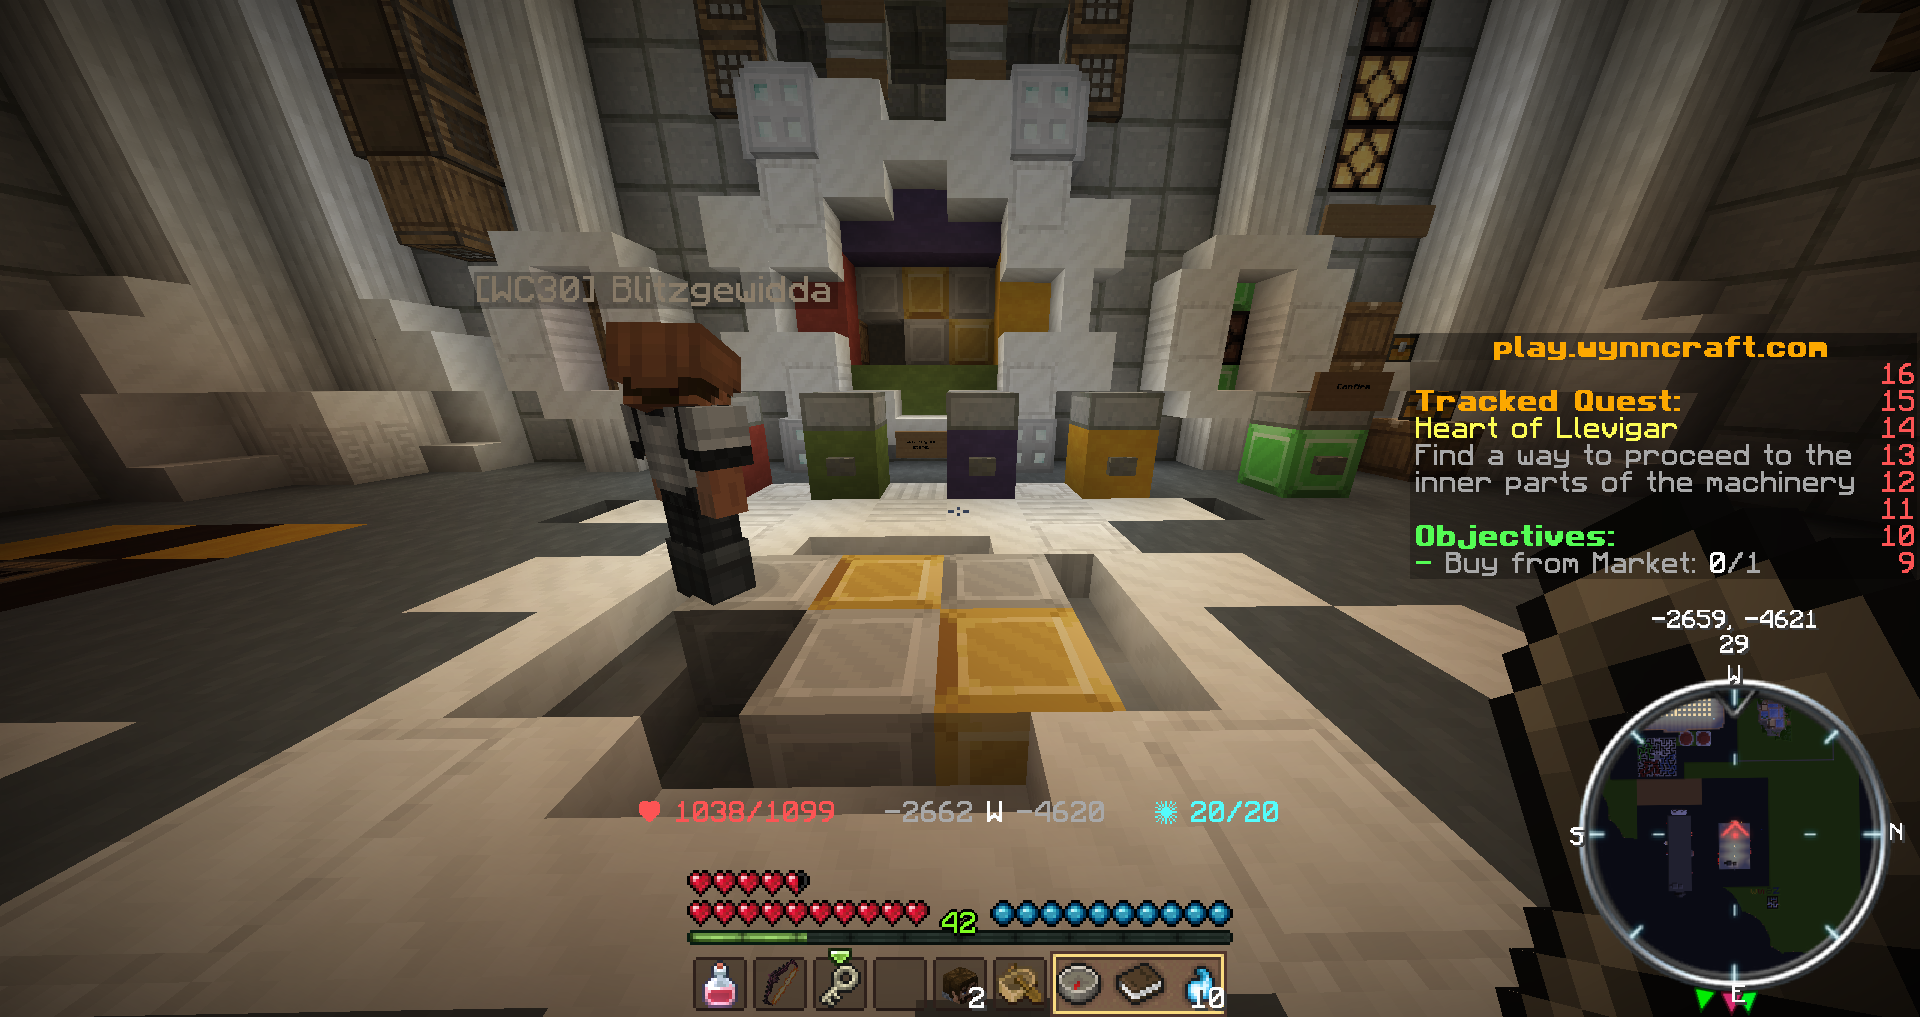 [WC30] Blitzgewidda
play.wynncraft.com
16
Tracked Quest: 15
Heart of Llevigar 14
Find a way to proceed to the 13
inner parts of the machinery 12
11
Objectives: 10
- Buy from Market: 0/1 9
Confirm
-2659, -4621
29
W
S
N
E
1038/1099 -2662 W -4620 20/20
42
2
10